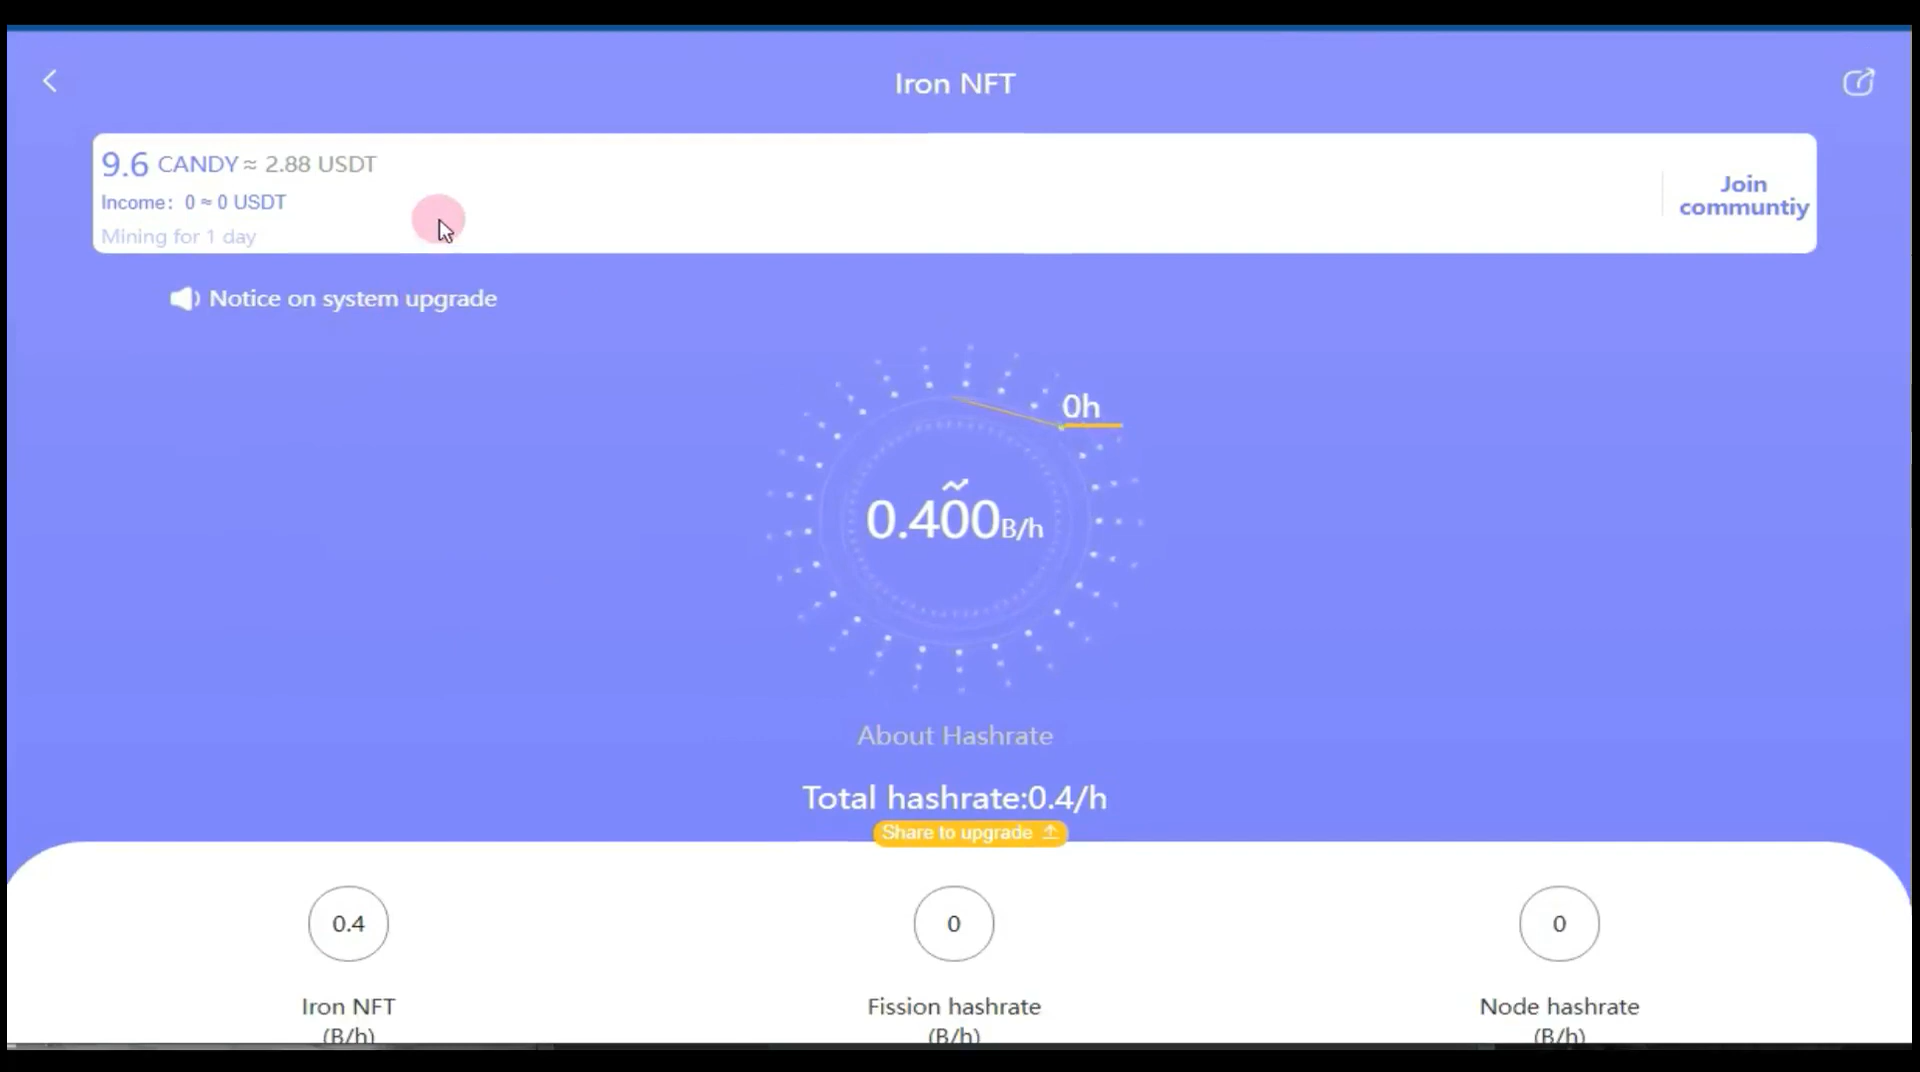 Iron NFT
9.6 CANDY ≈ 2.88 USDT
Income: 0 ≈ 0 USDT
Mining for 1 day
Join
communtiy
Notice on system upgrade
0h
0.400B/h
About Hashrate
Total hashrate:0.4/h
Share to upgrade
0.4
0
0
Iron NFT
(B/h)
Fission hashrate
(B/h)
Node hashrate
(B/h)